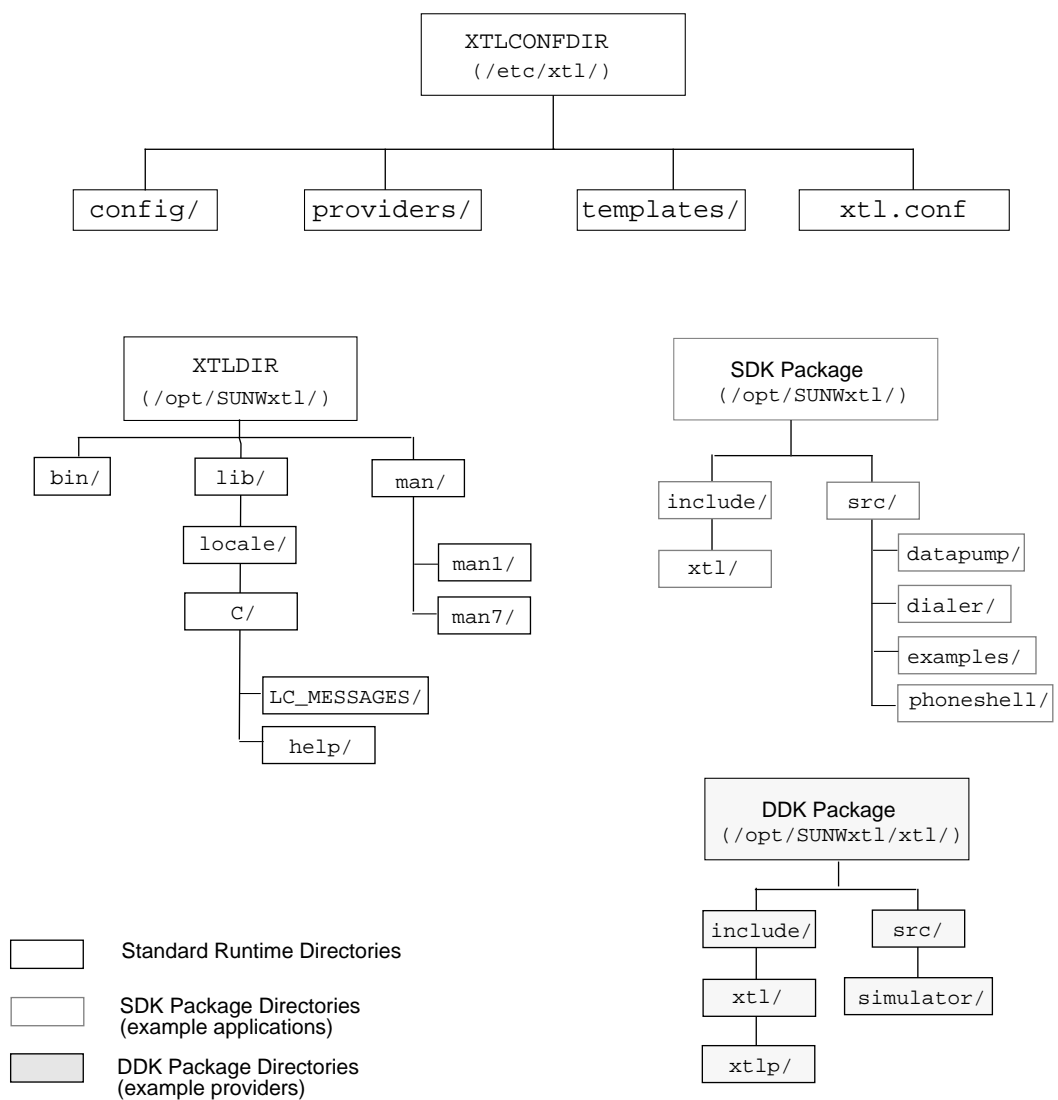 XTLCONFDIR
(/etc/xtl/)
config/
providers/
templates/
xtl.conf
XTLDIR
(/opt/SUNWxtl/)
bin/
lib/
man/
locale/
man1/
C/
man7/
LC_MESSAGES/
help/
SDK Package
(/opt/SUNWxtl/)
include/
src/
xtl/
datapump/
dialer/
examples/
phoneshell/
DDK Package
(/opt/SUNWxtl/xtl/)
include/
src/
xtl/
simulator/
xtlp/
Standard Runtime Directories
SDK Package Directories
(example applications)
DDK Package Directories
(example providers)